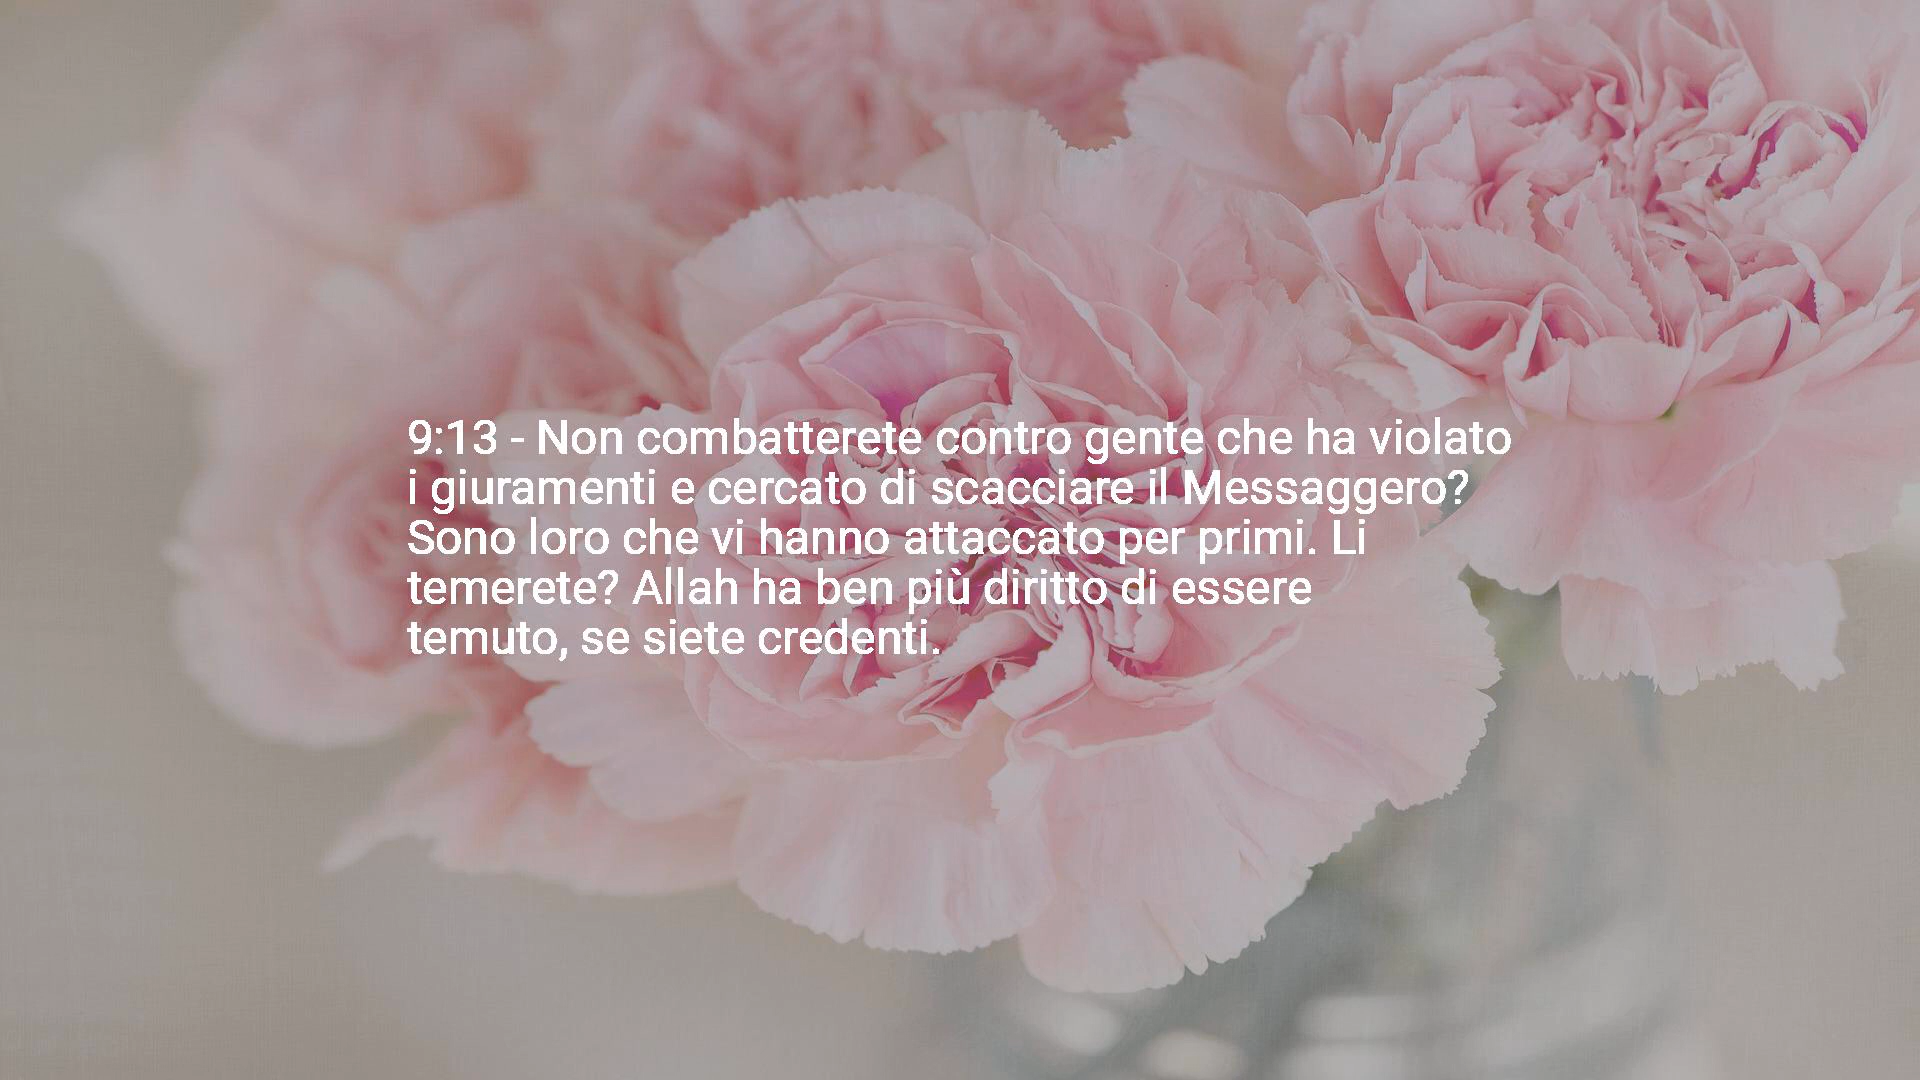 9:13 - Non combatterete contro gente che ha violato
i giuramenti e cercato di scacciare il Messaggero?
Sono loro che vi hanno attaccato per primi. Li
temerete? Allah ha ben più diritto di essere
temuto, se siete credenti.